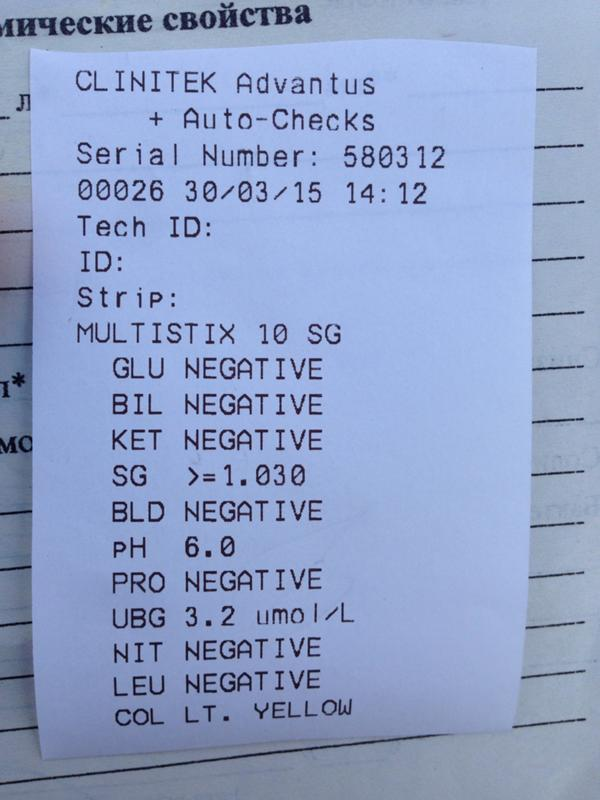 мические свойства
CLINITEK Advantus
+ Auto-Checks
Serial Number: 580312
00026 30/03/15 14:12
Tech ID:
ID:
Strip:
MULTISTIX 10 SG
GLU NEGATIVE
BIL NEGATIVE
KET NEGATIVE
SG >=1.030
BLD NEGATIVE
pH 6.0
PRO NEGATIVE
UBG 3.2 umol/L
NIT NEGATIVE
LEU NEGATIVE
COL LT. YELLOW